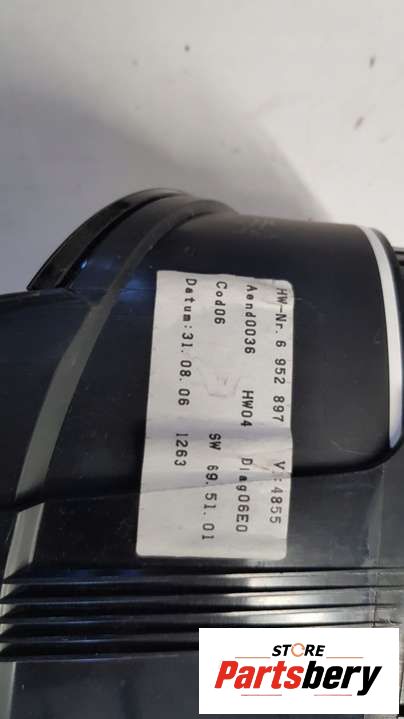 HW-Nr. 6 952 897 V :4855
Aend0036 HW04 Diag06E0
Cod06 SW 69.51.01
Datum:31.08.06 1263
STORE
Partsbery